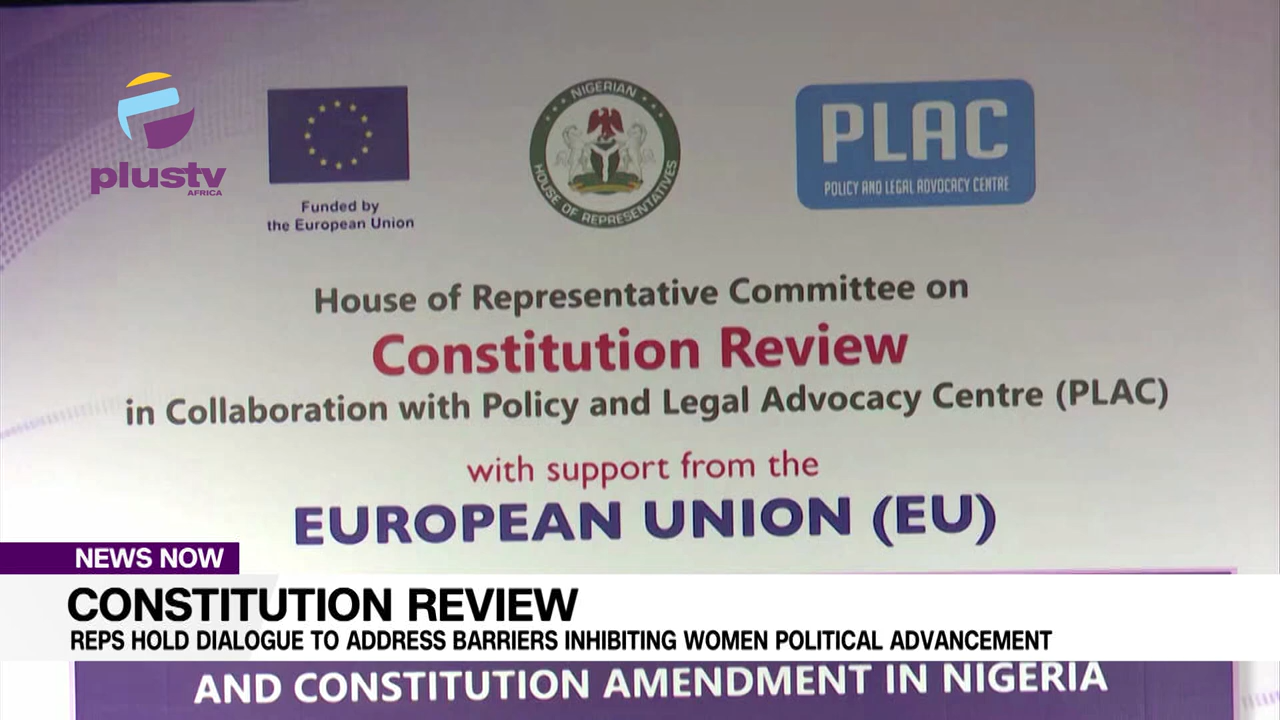 plustv
AFRICA
Funded by
the European Union
NIGERIAN
HOUSE OF REPRESENTATIVES
PLAC
POLICY AND LEGAL ADVOCACY CENTRE
House of Representative Committee on
Constitution Review
in Collaboration with Policy and Legal Advocacy Centre (PLAC)
with support from the
EUROPEAN UNION (EU)
NEWS NOW
CONSTITUTION REVIEW
REPS HOLD DIALOGUE TO ADDRESS BARRIERS INHIBITING WOMEN POLITICAL ADVANCEMENT
AND CONSTITUTION AMENDMENT IN NIGERIA